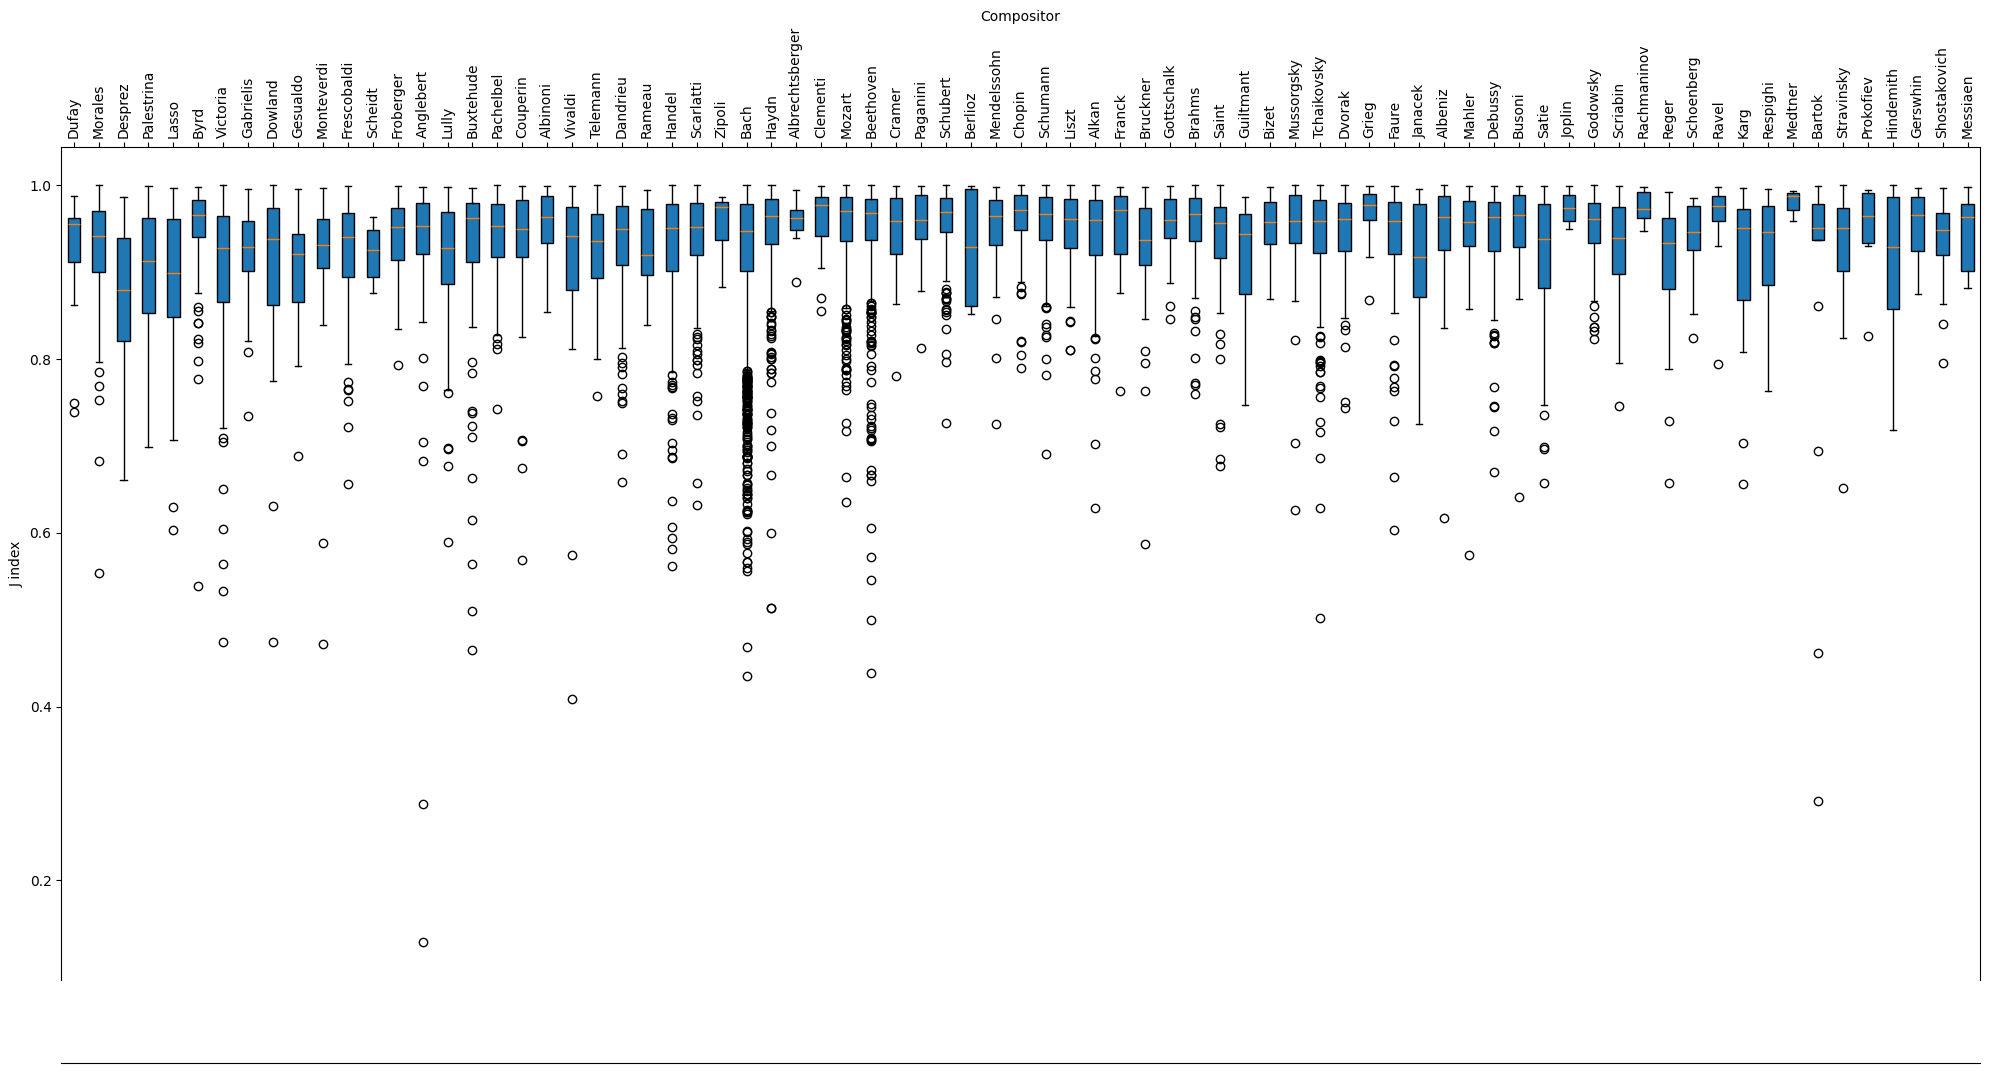 Compositor
Dufay
Morales
Desprez
Palestrina
Lasso
Byrd
Victoria
Gabrielis
Dowland
Gesualdo
Monteverdi
Frescobaldi
Scheidt
Froberger
Anglebert
Lully
Buxtehude
Pachelbel
Couperin
Albinoni
Vivaldi
Telemann
Dandrieu
Rameau
Handel
Scarlatti
Zipoli
Bach
Haydn
Albrechtsberger
Clementi
Mozart
Beethoven
Cramer
Paganini
Schubert
Berlioz
Mendelssohn
Chopin
Schumann
Liszt
Alkan
Franck
Bruckner
Gottschalk
Brahms
Saint
Guiltmant
Bizet
Mussorgsky
Tchaikovsky
Dvorak
Grieg
Faure
Janacek
Albeniz
Mahler
Debussy
Busoni
Satie
Joplin
Godowsky
Scriabin
Rachmaninov
Reger
Schoenberg
Ravel
Karg
Respighi
Medtner
Bartok
Stravinsky
Prokofiev
Hindemith
Gerswhin
Shostakovich
Messiaen
1.0
0.8
0.6
0.4
0.2
J index